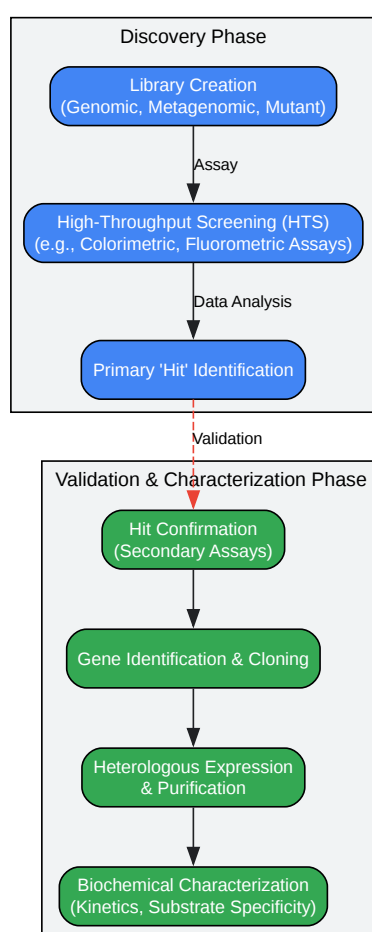 Discovery Phase
Library Creation
(Genomic, Metagenomic, Mutant)
Assay
High-Throughput Screening (HTS)
(e.g., Colorimetric, Fluorometric Assays)
Data Analysis
Primary 'Hit' Identification
Validation
Validation & Characterization Phase
Hit Confirmation
(Secondary Assays)
Gene Identification & Cloning
Heterologous Expression
& Purification
Biochemical Characterization
(Kinetics, Substrate Specificity)